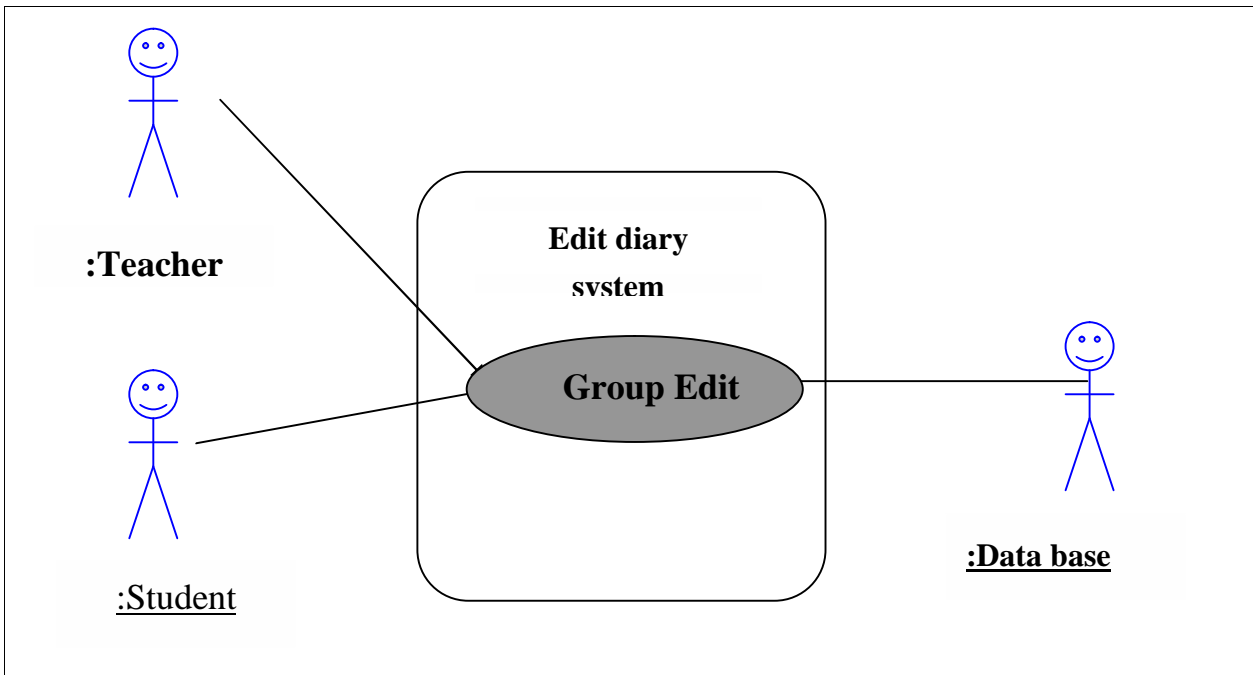 :Teacher
Edit diary
system
Group Edit
:Student
:Data base